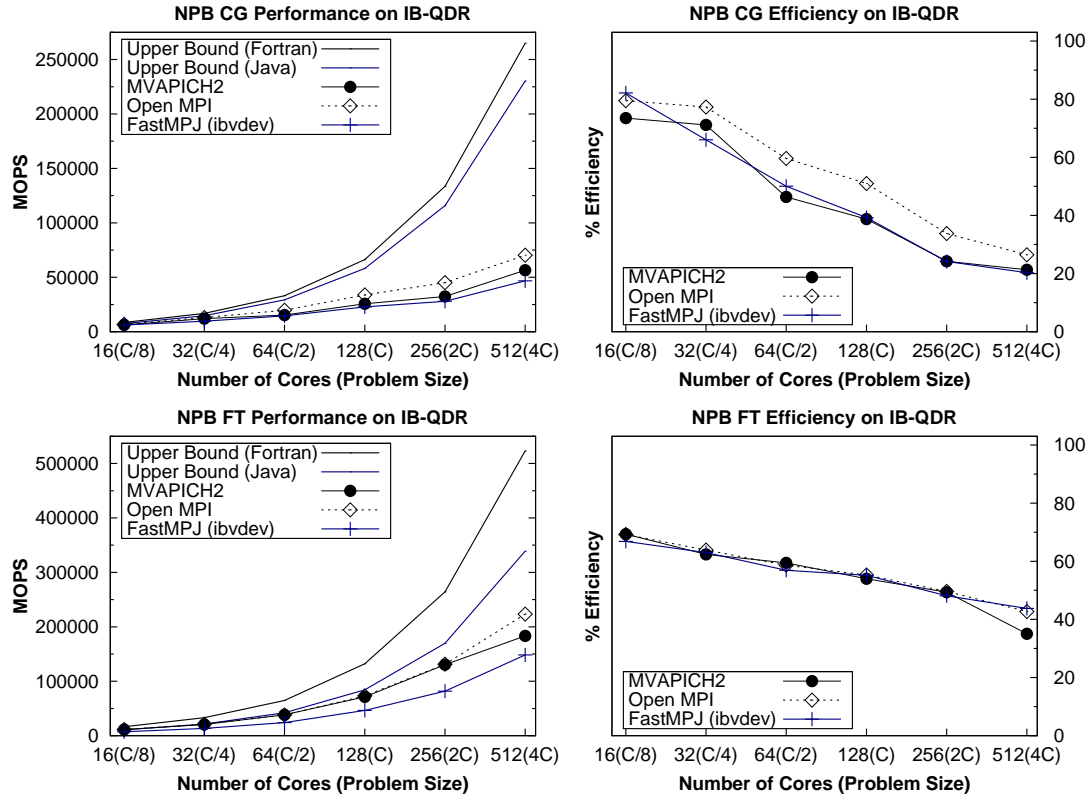 NPB CG Performance on IB-QDR
MOPS
250000
200000
150000
100000
50000
0
Upper Bound (Fortran)
Upper Bound (Java)
MVAPICH2
Open MPI
FastMPJ (ibvdev)
16(C/8) 32(C/4) 64(C/2) 128(C) 256(2C) 512(4C)
Number of Cores (Problem Size)
NPB CG Efficiency on IB-QDR
% Efficiency
100
80
60
40
20
0
MVAPICH2
Open MPI
FastMPJ (ibvdev)
16(C/8) 32(C/4) 64(C/2) 128(C) 256(2C) 512(4C)
Number of Cores (Problem Size)
NPB FT Performance on IB-QDR
MOPS
500000
400000
300000
200000
100000
0
Upper Bound (Fortran)
Upper Bound (Java)
MVAPICH2
Open MPI
FastMPJ (ibvdev)
16(C/8) 32(C/4) 64(C/2) 128(C) 256(2C) 512(4C)
Number of Cores (Problem Size)
NPB FT Efficiency on IB-QDR
% Efficiency
100
80
60
40
20
0
MVAPICH2
Open MPI
FastMPJ (ibvdev)
16(C/8) 32(C/4) 64(C/2) 128(C) 256(2C) 512(4C)
Number of Cores (Problem Size)